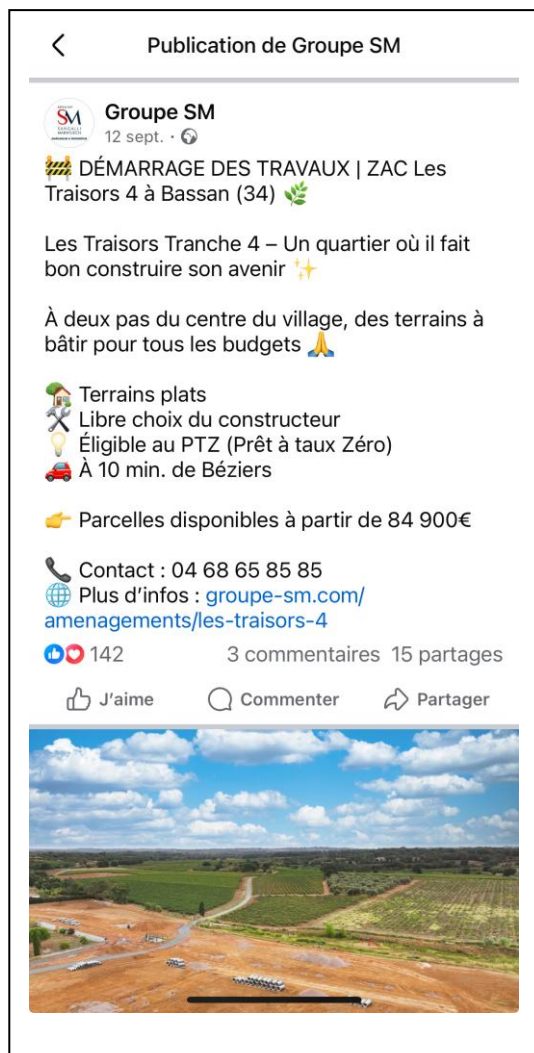 Publication de Groupe SM
SM
Groupe SM
12 sept.
🚧 DÉMARRAGE DES TRAVAUX | ZAC Les
Traisors 4 à Bassan (34) 🌿
Les Traisors Tranche 4 – Un quartier où il fait
bon construire son avenir ✨
À deux pas du centre du village, des terrains à
bâtir pour tous les budgets 🙏
🏡 Terrains plats
🛠 Libre choix du constructeur
💡 Éligible au PTZ (Prêt à taux Zéro)
🚗 À 10 min. de Béziers
👉 Parcelles disponibles à partir de 84 900€
📞 Contact : 04 68 65 85 85
🌐 Plus d’infos : groupe-sm.com/
amenagements/les-traisors-4
142 3 commentaires 15 partages
J’aime Commenter Partager